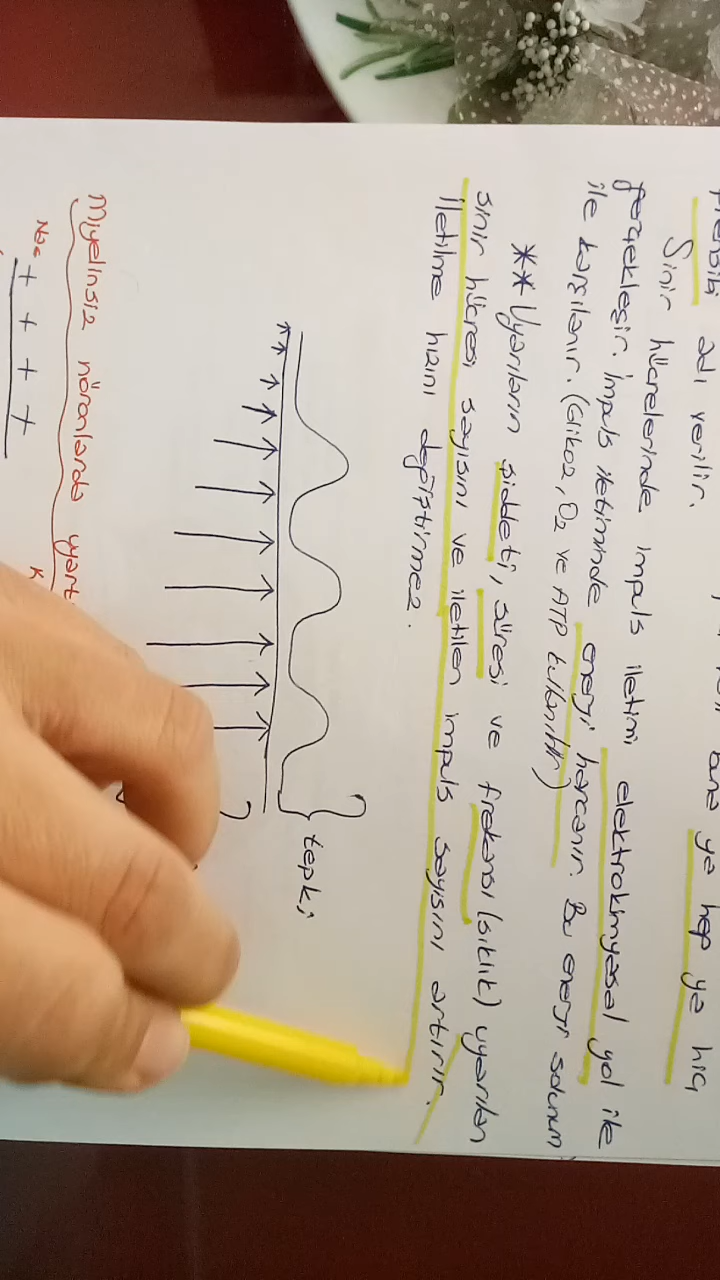 prensibi adı verilir. ya hep ya hiç
Sinir hücrelerinde impuls iletimi elektrokimyasal yol ile
gerçekleşir. İmpuls iletiminde enerji harcanır. Bu enerji solunum
ile karşılanır. (Glikoz, O₂ ve ATP kullanılır)
** Uyarıların şiddeti, süresi ve frekansı (sıklık) uyarılan
sinir hücresi sayısını ve iletilen impuls sayısını artırır.
İletilme hızını değiştirmez.
tepki
Miyelinsiz nöronlarda
+ + + +
K